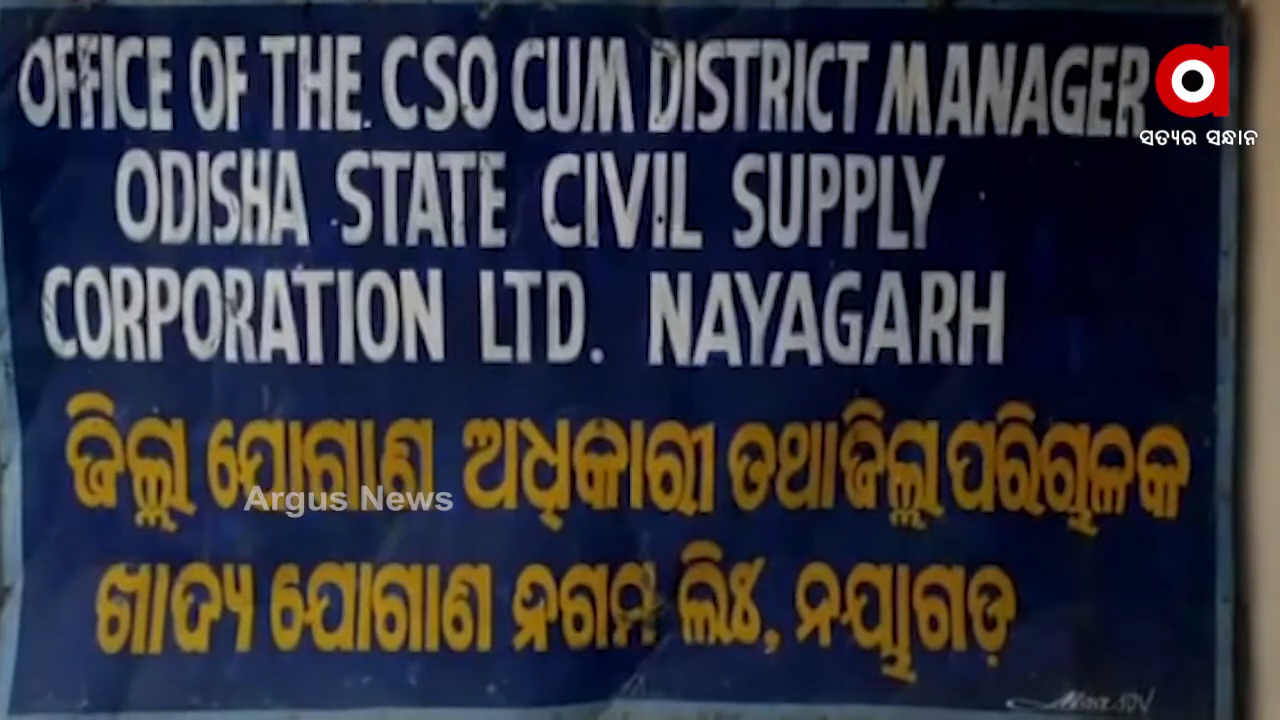 OFFICE OF THE CSO CUM DISTRICT MANAGER
ସତ୍ୟର ସନ୍ଧାନ
ODISHA STATE CIVIL SUPPLY
CORPORATION LTD. NAYAGARH
ଜିଲ୍ଲା ଯୋଗାଣ ଅଧିକାରୀ ତଥା ଜିଲ୍ଲା ପରିଚାଳକ
Argus News
ଖାଦ୍ୟ ଯୋଗାଣ ନିଗମ ଲିଃ, ନୟାଗଡ଼